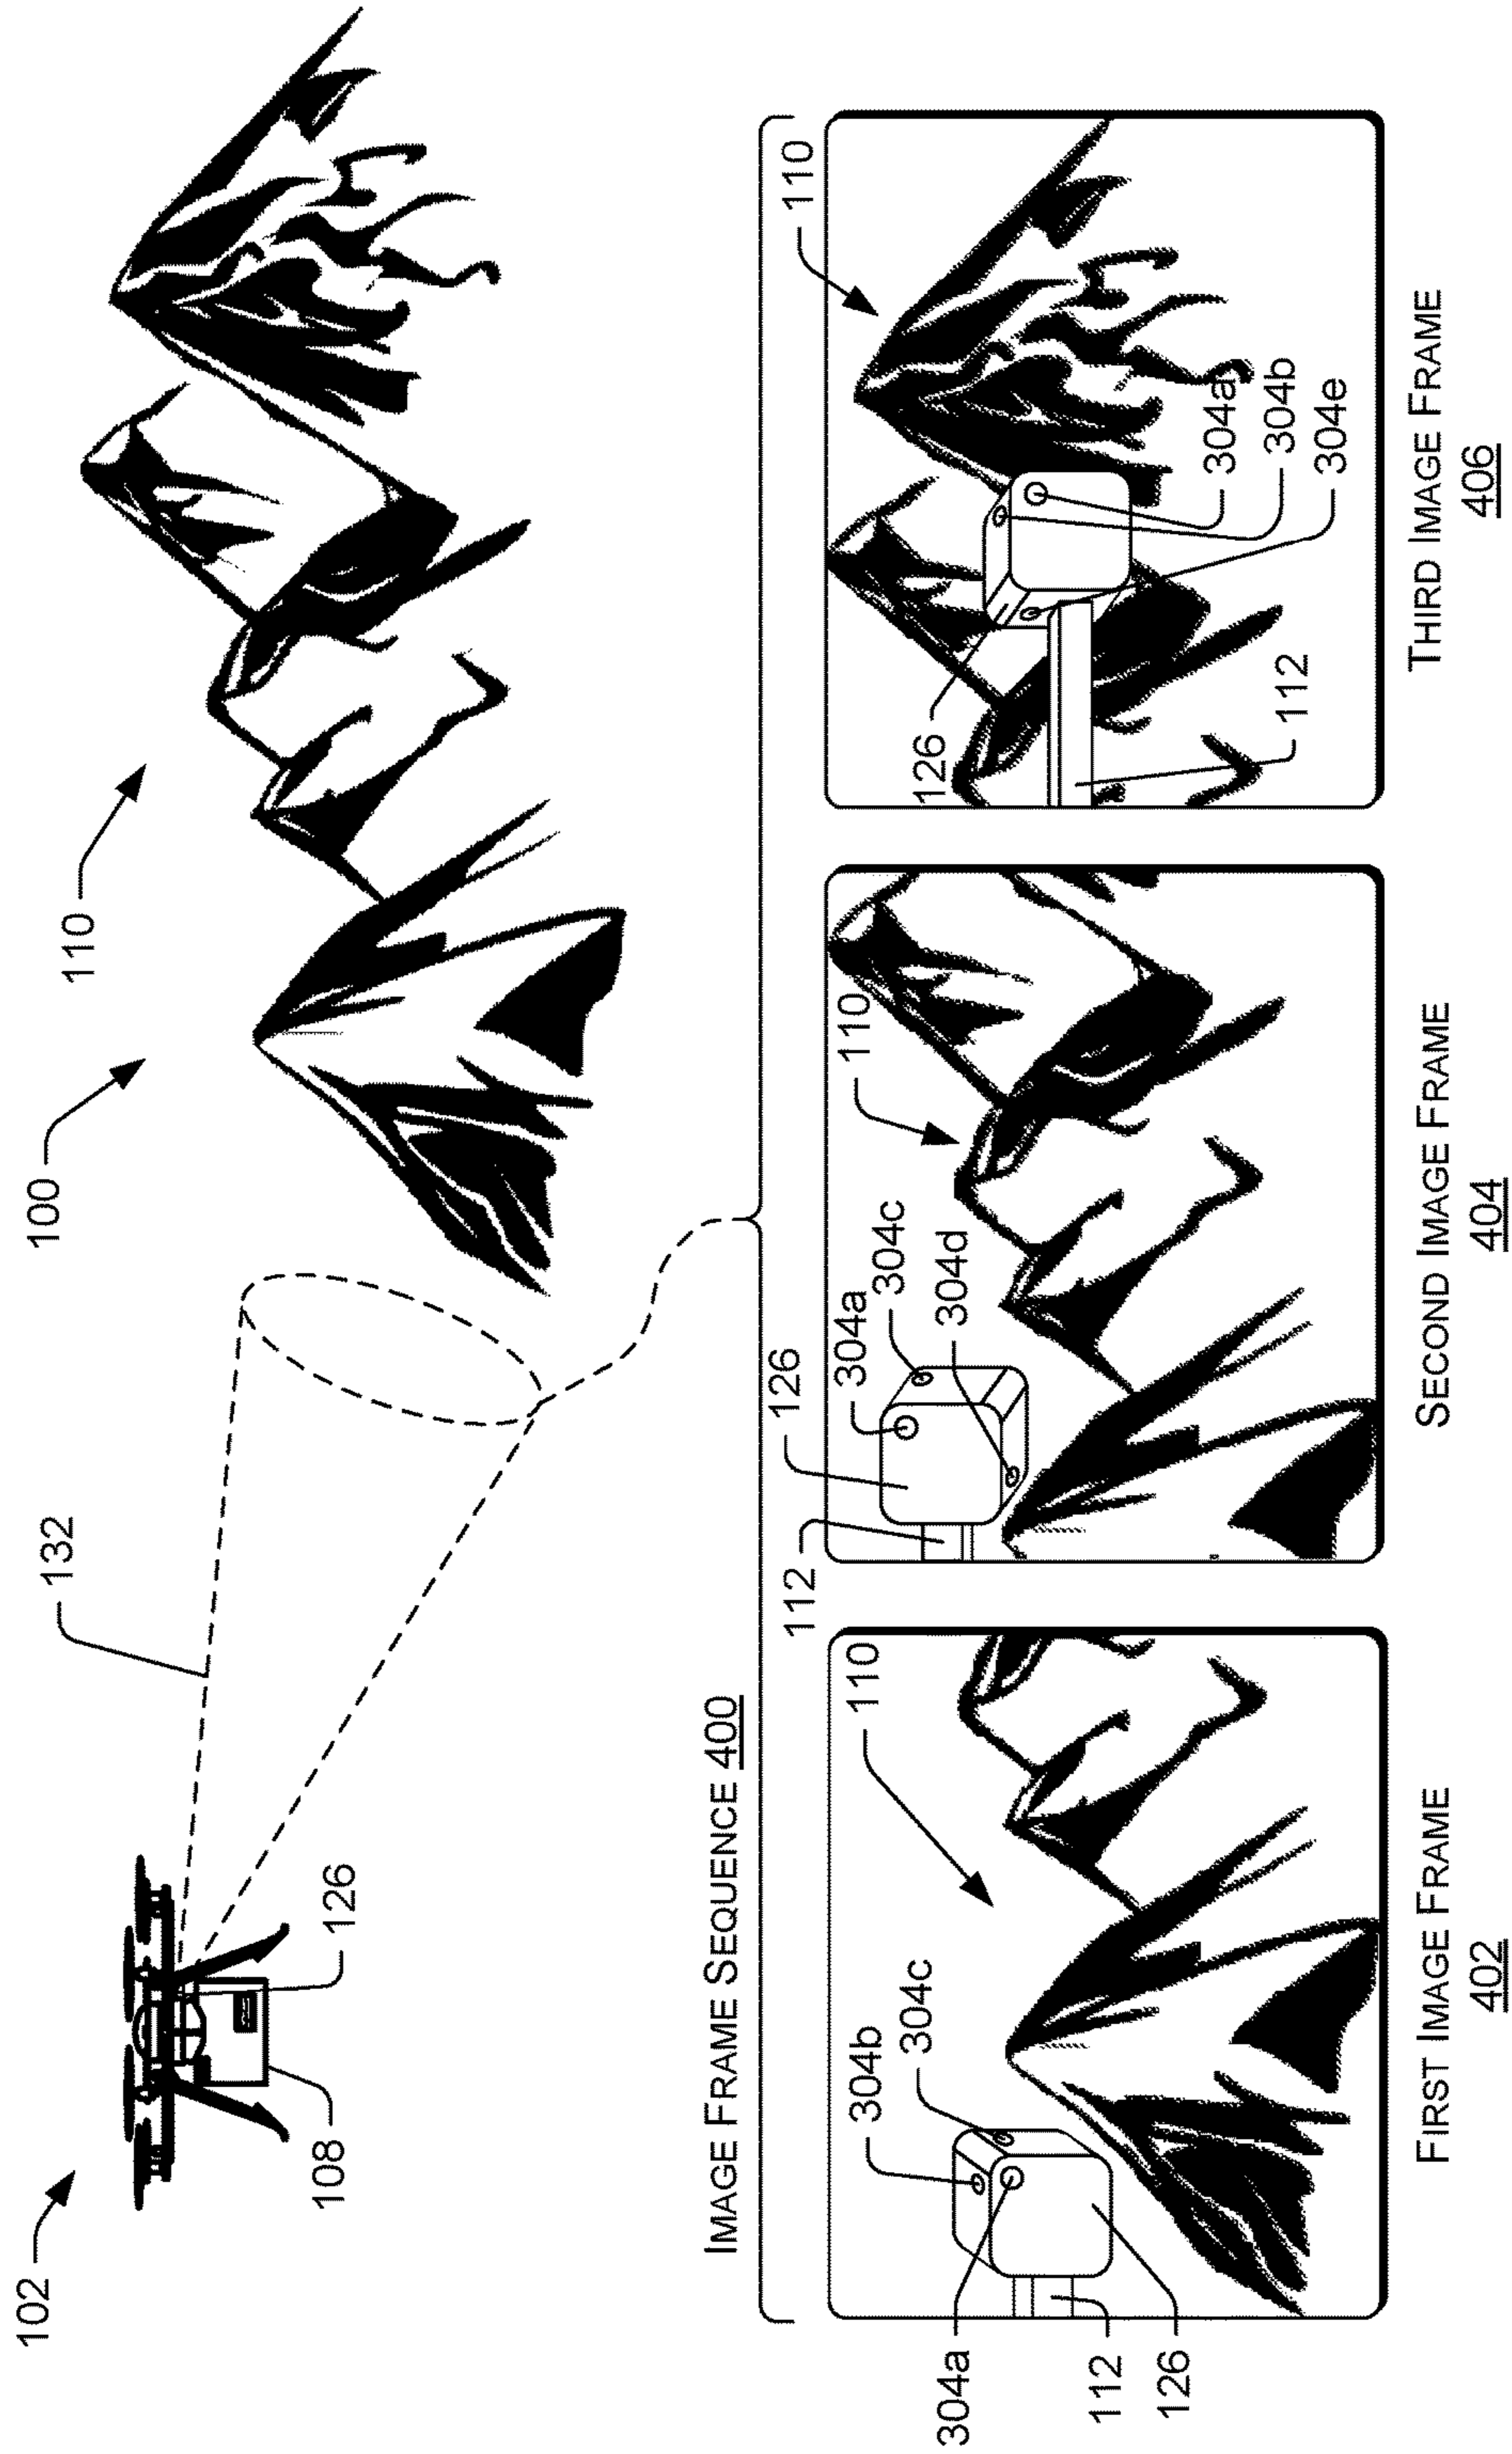 102
108
126
132
100
110
IMAGE FRAME SEQUENCE 400
304a
112
126
304b
304c
110
FIRST IMAGE FRAME
402
112
126
304a
304c
304d
110
SECOND IMAGE FRAME
404
126
112
110
304a
304b
304e
THIRD IMAGE FRAME
406